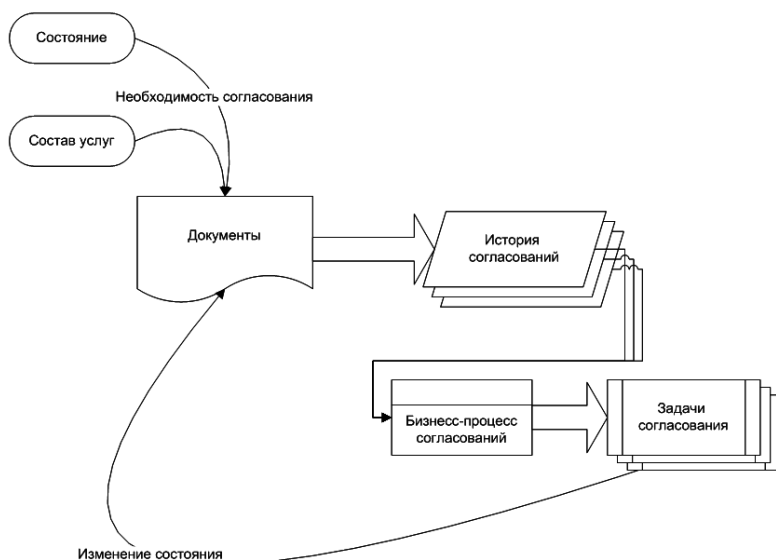 Состояние
Необходимость согласования
Состав услуг
Документы
История
согласований
Бизнесс-процесс
согласований
Задачи
согласования
Изменение состояния